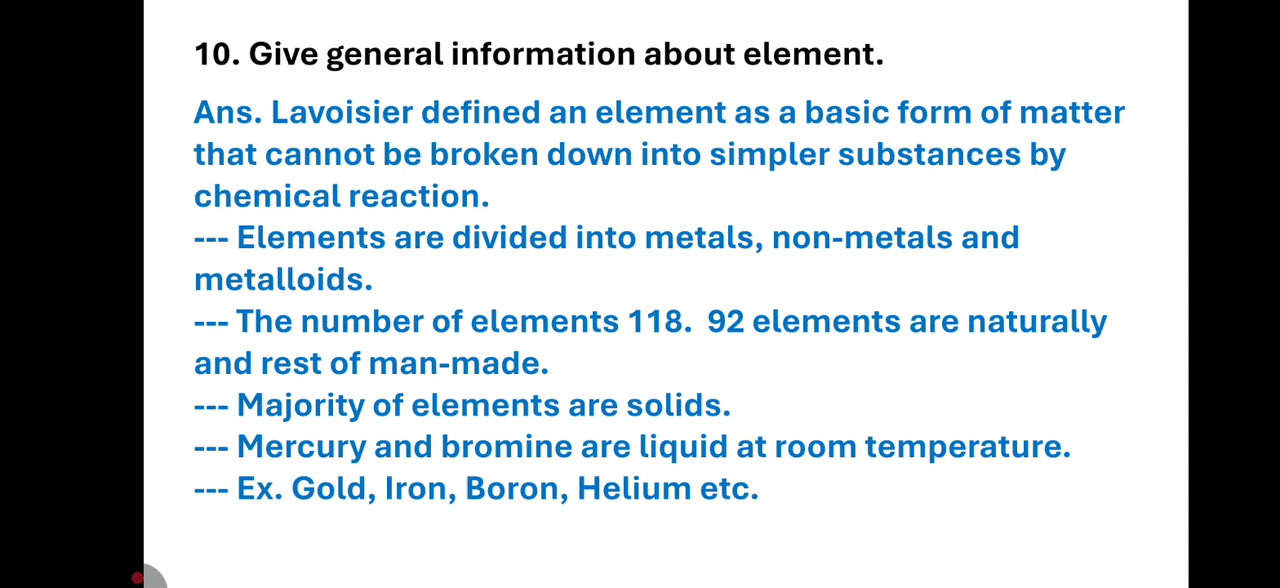 10. Give general information about element.
Ans. Lavoisier defined an element as a basic form of matter
that cannot be broken down into simpler substances by
chemical reaction.
--- Elements are divided into metals, non-metals and
metalloids.
--- The number of elements 118.  92 elements are naturally
and rest of man-made.
--- Majority of elements are solids.
--- Mercury and bromine are liquid at room temperature.
--- Ex. Gold, Iron, Boron, Helium etc.